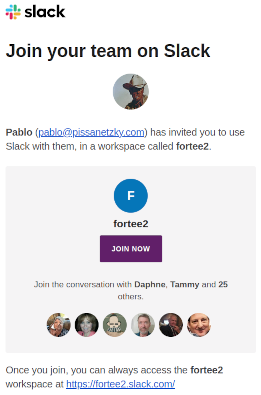 slack
Join your team on Slack
Pablo (pablo@pissanetzky.com) has invited you to use
Slack with them, in a workspace called fortee2.
F
fortee2
JOIN NOW
Join the conversation with Daphne, Tammy and 25
others.
Once you join, you can always access the fortee2
workspace at https://fortee2.slack.com/